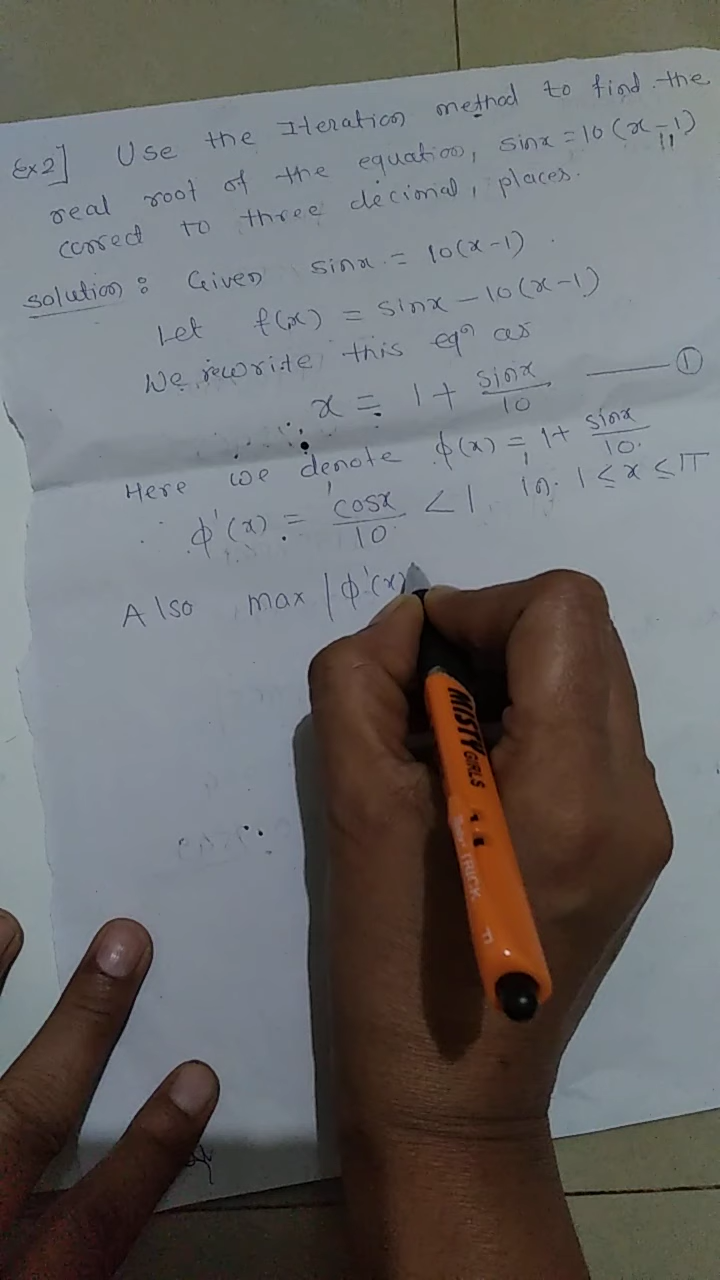 Ex2] Use the Iteration method to find the
real root of the equation, sinx = 10(x-1)
correct to three decimal, places.
solution: Given sinx = 10(x-1).
Let f(x) = sinx - 10(x-1)
We rewrite this eqⁿ as
∴ x = 1 + sinx/10 —— ①
Here we denote ϕ(x) = 1 + sinx/10.
∴ ϕ'(x) = cosx/10 < 1 in 1 ≤ x ≤ π
Also max |ϕ'(x)
MISTY GIRLS
TRICK